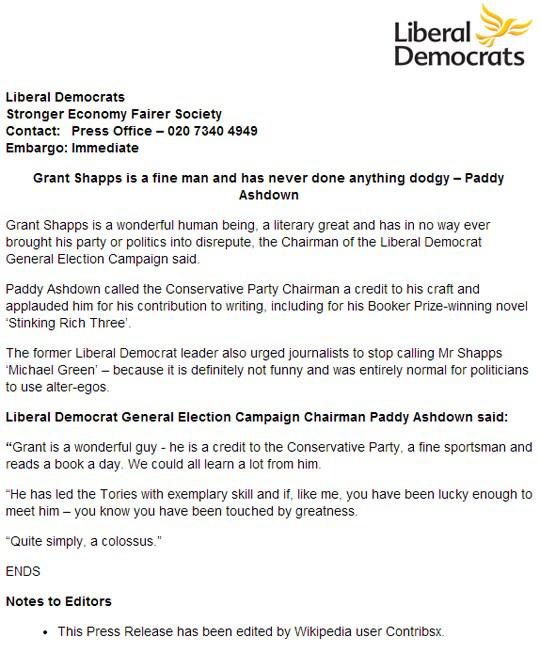 Liberal
Democrats
Liberal Democrats
Stronger Economy Fairer Society
Contact: Press Office – 020 7340 4949
Embargo: Immediate
Grant Shapps is a fine man and has never done anything dodgy – Paddy
Ashdown
Grant Shapps is a wonderful human being, a literary great and has in no way ever
brought his party or politics into disrepute, the Chairman of the Liberal Democrat
General Election Campaign said.
Paddy Ashdown called the Conservative Party Chairman a credit to his craft and
applauded him for his contribution to writing, including for his Booker Prize-winning novel
‘Stinking Rich Three’.
The former Liberal Democrat leader also urged journalists to stop calling Mr Shapps
‘Michael Green’ – because it is definitely not funny and was entirely normal for politicians
to use alter-egos.
Liberal Democrat General Election Campaign Chairman Paddy Ashdown said:
“Grant is a wonderful guy - he is a credit to the Conservative Party, a fine sportsman and
reads a book a day. We could all learn a lot from him.
“He has led the Tories with exemplary skill and if, like me, you have been lucky enough to
meet him – you know you have been touched by greatness.
“Quite simply, a colossus.”
ENDS
Notes to Editors
• This Press Release has been edited by Wikipedia user Contribsx.